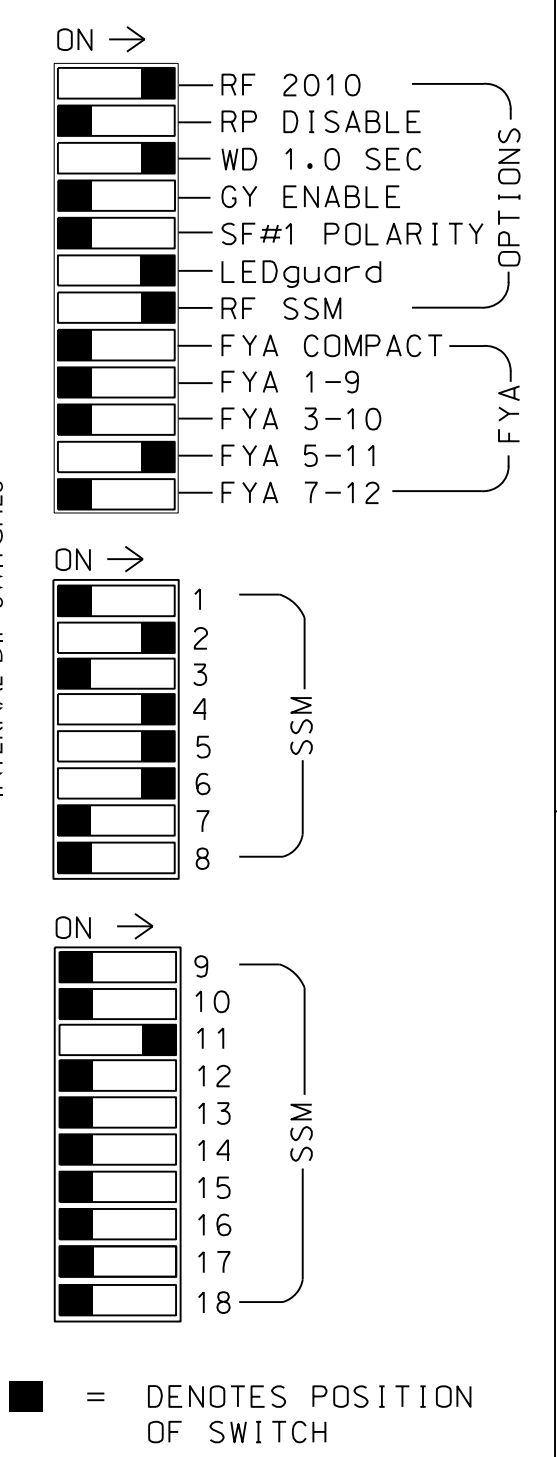 ON →
RF 2010
RP DISABLE
WD 1.0 SEC
GY ENABLE
SF#1 POLARITY
LEDguard
RF SSM
OPTIONS
FYA COMPACT
FYA 1-9
FYA 3-10
FYA 5-11
FYA 7-12
FYA
ON →
1
2
3
4
5
6
7
8
SSM
ON →
9
10
11
12
13
14
15
16
17
18
SSM
= DENOTES POSITION
OF SWITCH